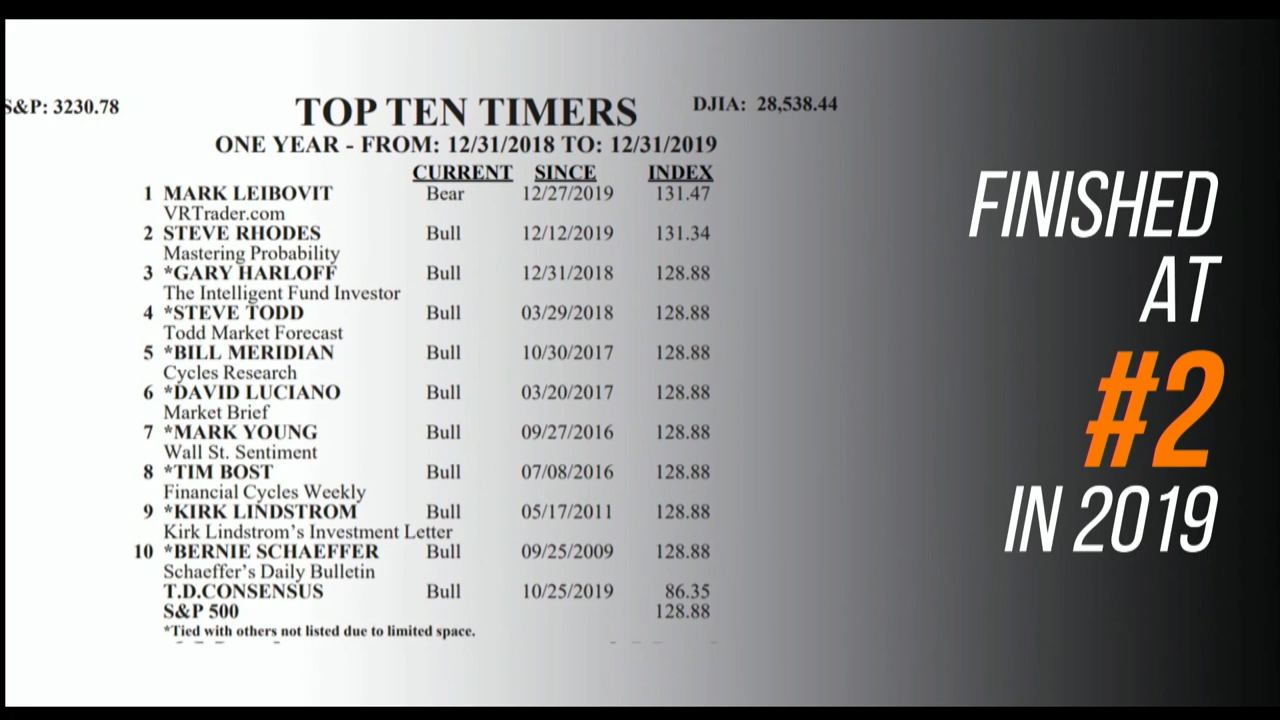 S&P: 3230.78 TOP TEN TIMERS DJIA: 28,538.44
ONE YEAR - FROM: 12/31/2018 TO: 12/31/2019
CURRENT SINCE INDEX
1 MARK LEIBOVIT Bear 12/27/2019 131.47
VRTrader.com
2 STEVE RHODES Bull 12/12/2019 131.34
Mastering Probability
3 *GARY HARLOFF Bull 12/31/2018 128.88
The Intelligent Fund Investor
4 *STEVE TODD Bull 03/29/2018 128.88
Todd Market Forecast
5 *BILL MERIDIAN Bull 10/30/2017 128.88
Cycles Research
6 *DAVID LUCIANO Bull 03/20/2017 128.88
Market Brief
7 *MARK YOUNG Bull 09/27/2016 128.88
Wall St. Sentiment
8 *TIM BOST Bull 07/08/2016 128.88
Financial Cycles Weekly
9 *KIRK LINDSTROM Bull 05/17/2011 128.88
Kirk Lindstrom's Investment Letter
10 *BERNIE SCHAEFFER Bull 09/25/2009 128.88
Schaeffer's Daily Bulletin
T.D.CONSENSUS Bull 10/25/2019 86.35
S&P 500 128.88
*Tied with others not listed due to limited space.
FINISHED
AT
#2
IN 2019